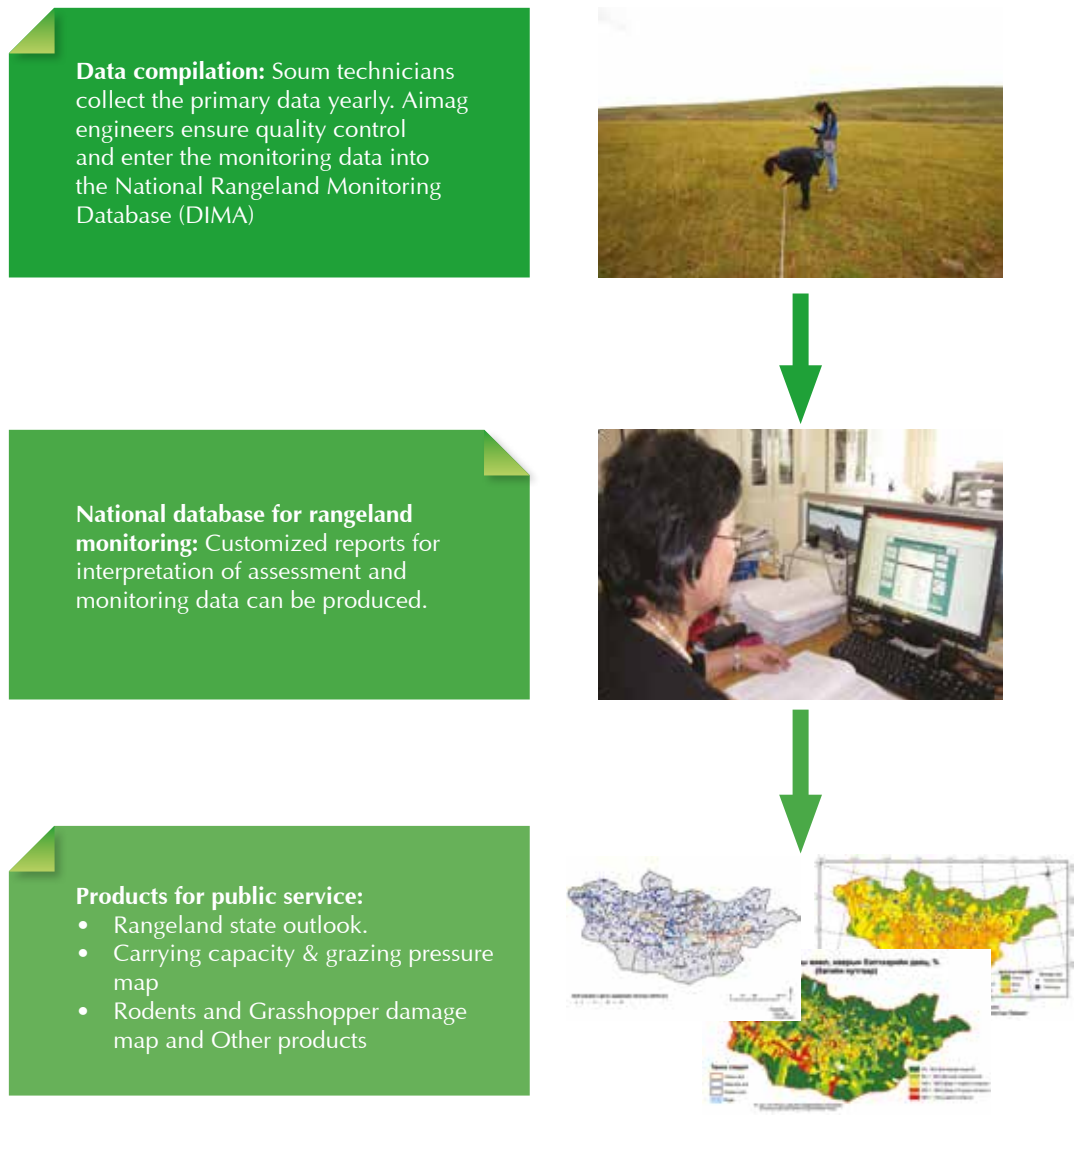 Data compilation: Soum technicians
collect the primary data yearly. Aimag
engineers ensure quality control
and enter the monitoring data into
the National Rangeland Monitoring
Database (DIMA)
National database for rangeland
monitoring: Customized reports for
interpretation of assessment and
monitoring data can be produced.
Products for public service:
• Rangeland state outlook.
• Carrying capacity & grazing pressure
map
• Rodents and Grasshopper damage
map and Other products